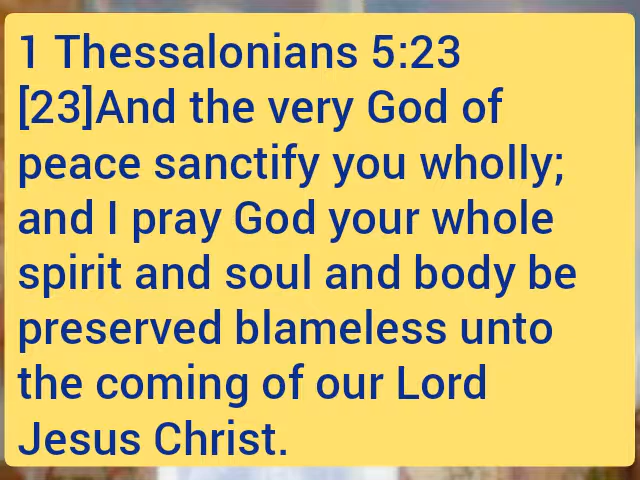 1 Thessalonians 5:23
[23]And the very God of
peace sanctify you wholly;
and I pray God your whole
spirit and soul and body be
preserved blameless unto
the coming of our Lord
Jesus Christ.